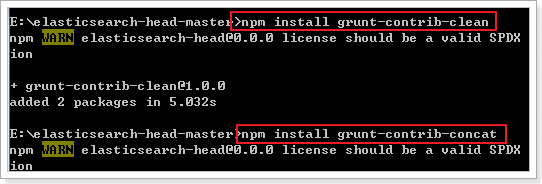 E:\elasticsearch-head-master>npm install grunt-contrib-clean
npm WARN elasticsearch-head@0.0.0 license should be a valid SPDX
ion
+ grunt-contrib-clean@1.0.0
added 2 packages in 5.032s
E:\elasticsearch-head-master>npm install grunt-contrib-concat
npm WARN elasticsearch-head@0.0.0 license should be a valid SPDX
ion